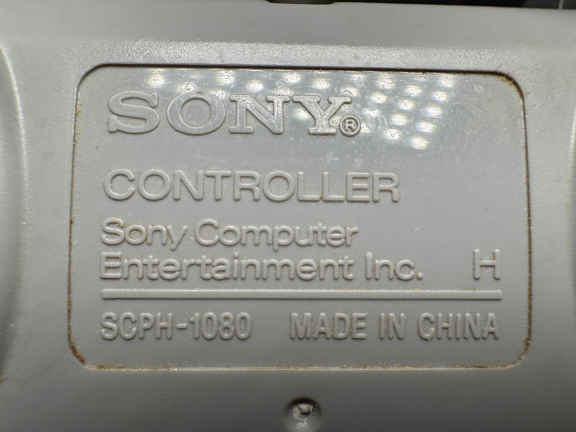 SONY®
CONTROLLER
Sony Computer
Entertainment Inc. H
SCPH-1080 MADE IN CHINA